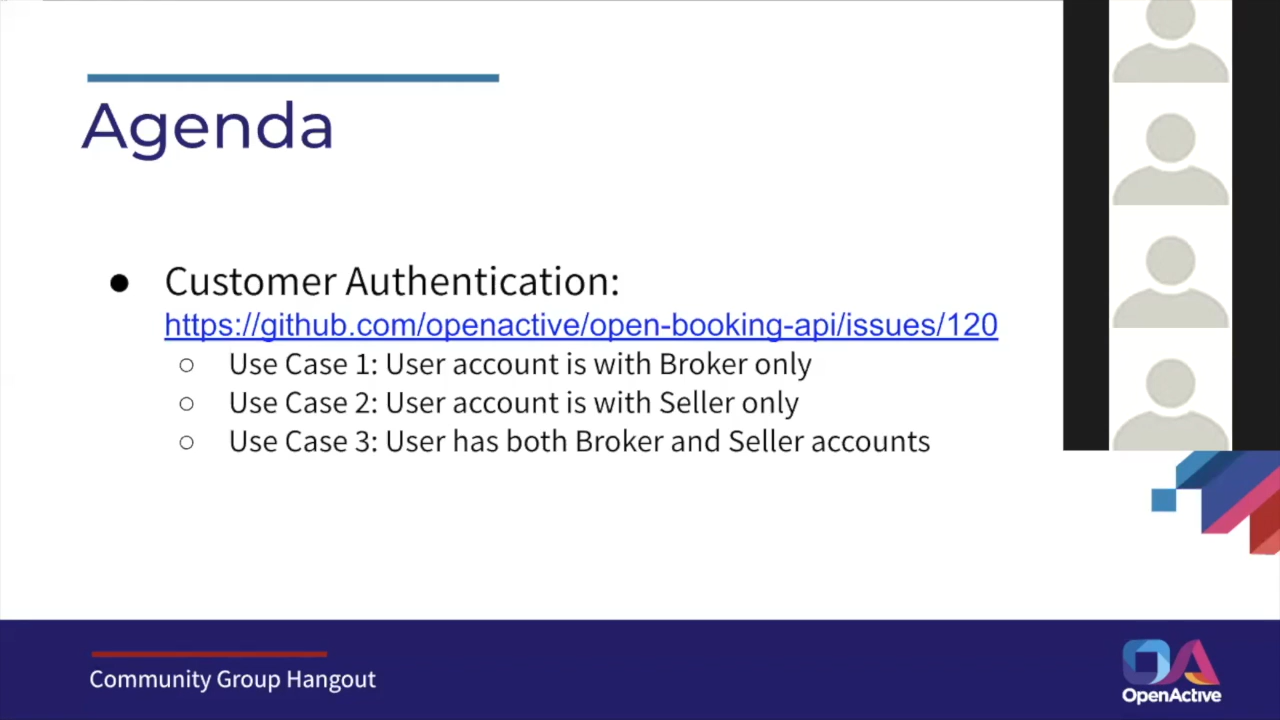 Agenda
● Customer Authentication:
https://github.com/openactive/open-booking-api/issues/120
○ Use Case 1: User account is with Broker only
○ Use Case 2: User account is with Seller only
○ Use Case 3: User has both Broker and Seller accounts
Community Group Hangout
OA
OpenActive